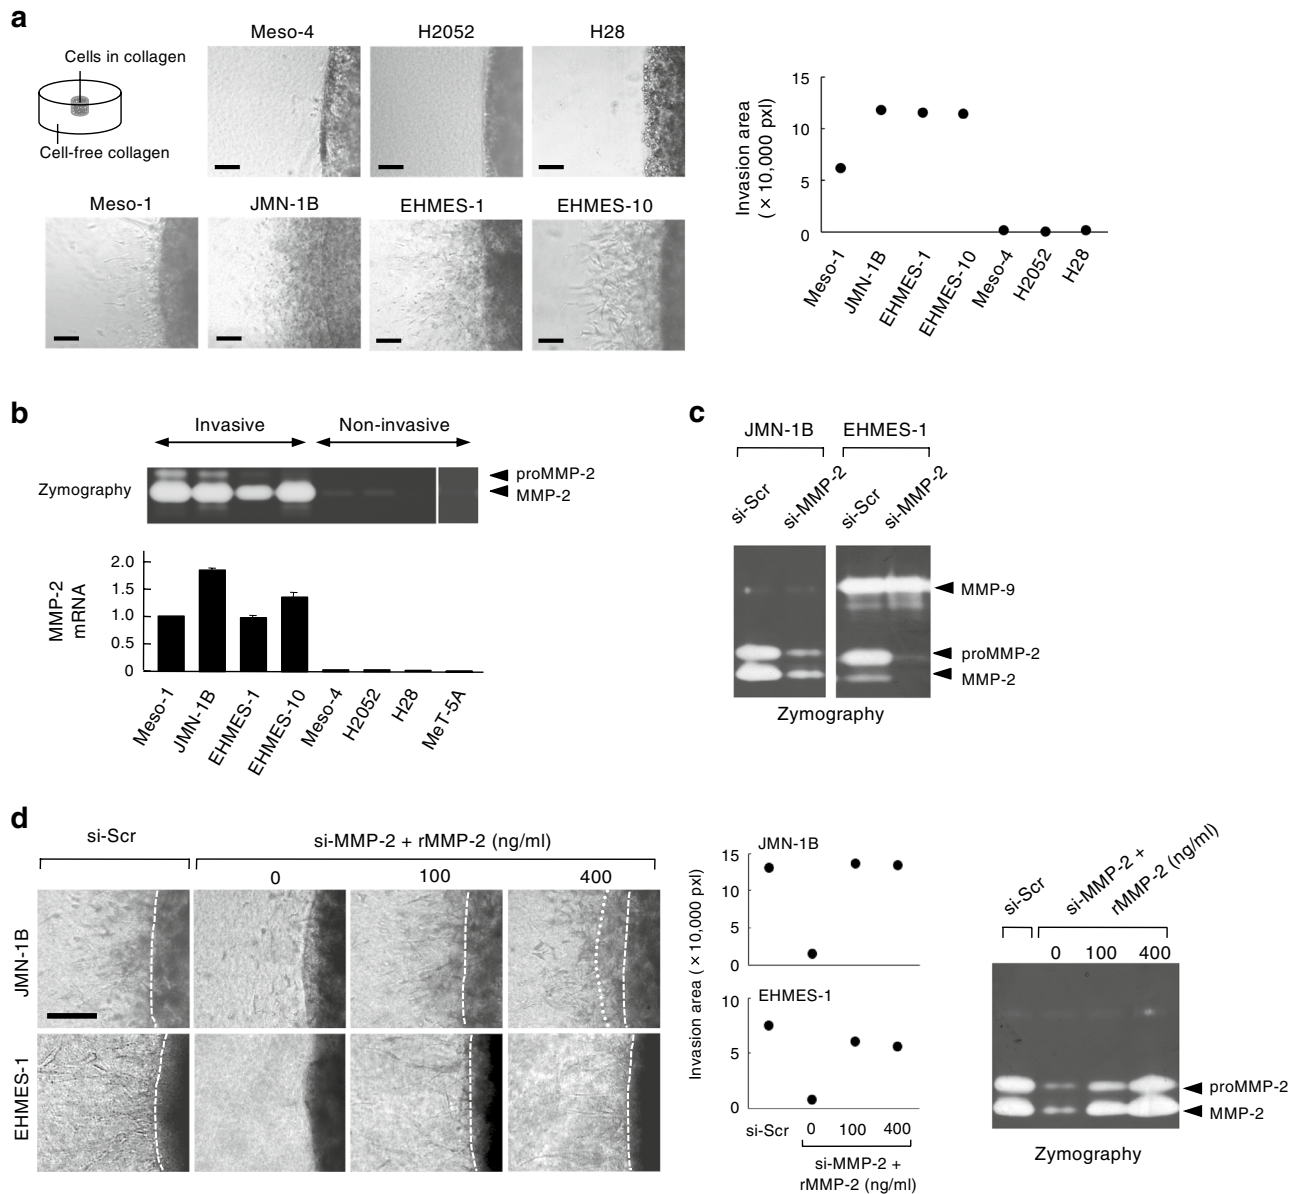 a
Cells in collagen
Cell-free collagen
Meso-4
H2052
H28
Meso-1
JMN-1B
EHMES-1
EHMES-10
Invasion area
(× 10,000 pxl)
15
10
5
0
Meso-1
JMN-1B
EHMES-1
EHMES-10
Meso-4
H2052
H28
b
Invasive
Non-invasive
Zymography
proMMP-2
MMP-2
MMP-2
mRNA
2.0
1.5
1.0
0.5
0
Meso-1
JMN-1B
EHMES-1
EHMES-10
Meso-4
H2052
H28
MeT-5A
c
JMN-1B
EHMES-1
si-Scr
si-MMP-2
si-Scr
si-MMP-2
MMP-9
proMMP-2
MMP-2
Zymography
d
si-Scr
si-MMP-2 + rMMP-2 (ng/ml)
0
100
400
JMN-1B
EHMES-1
Invasion area (× 10,000 pxl)
JMN-1B
15
10
5
0
EHMES-1
10
5
0
si-Scr
0
100
400
si-MMP-2 +
rMMP-2 (ng/ml)
si-Scr
si-MMP-2 +
rMMP-2 (ng/ml)
0
100
400
proMMP-2
MMP-2
Zymography